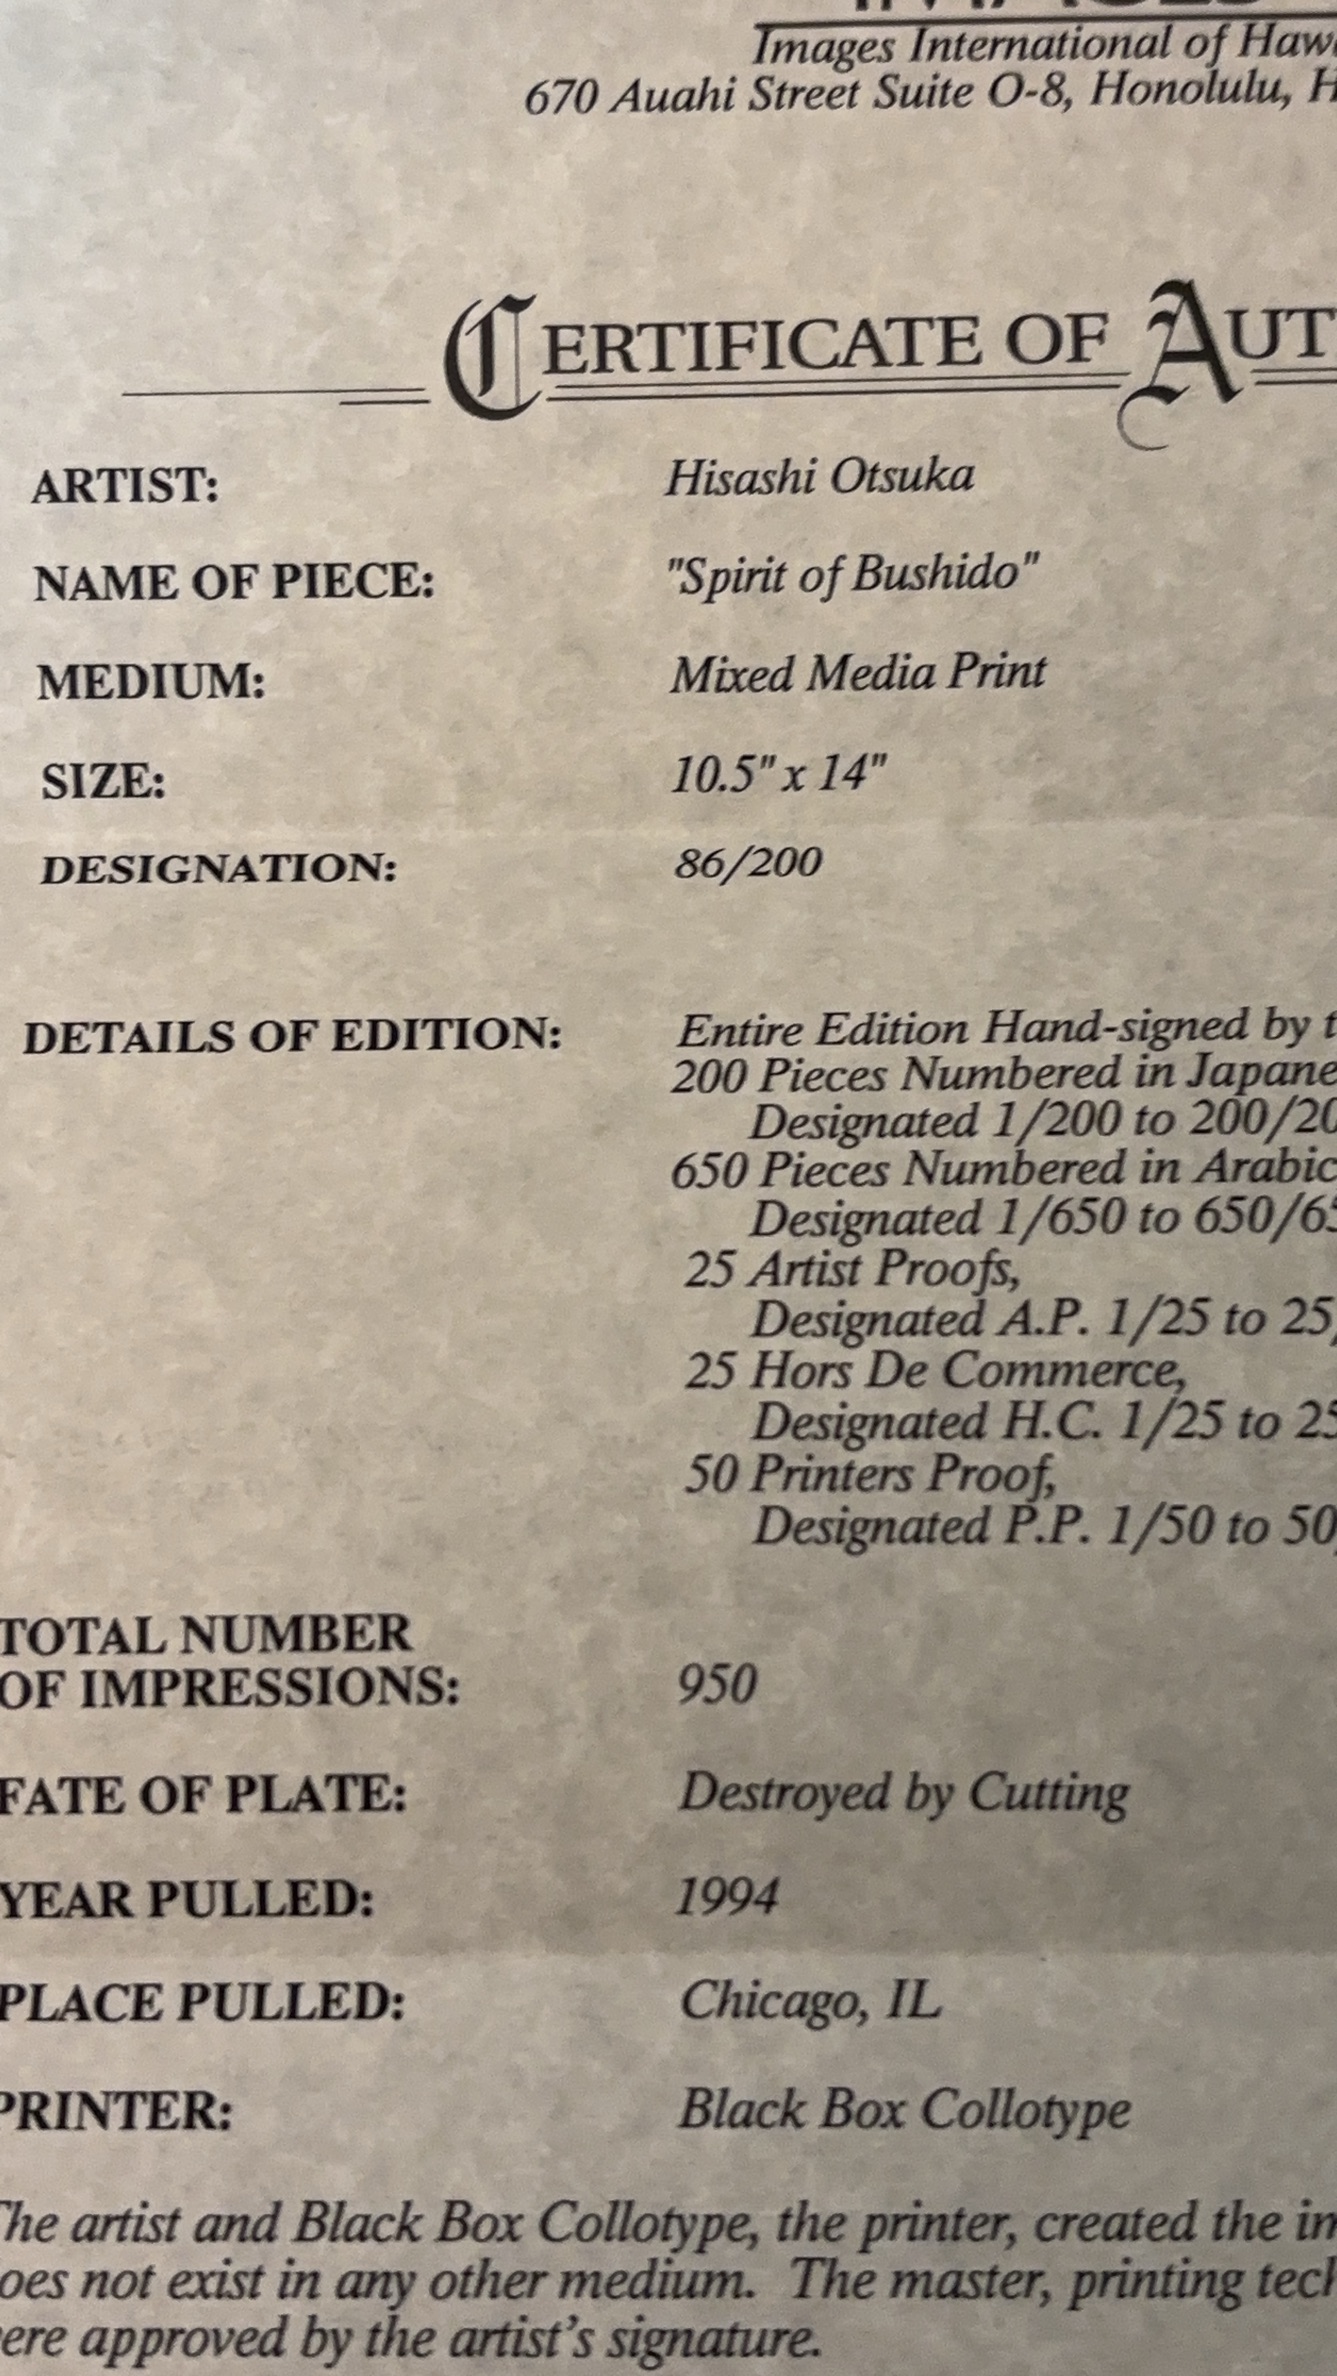 Images International of Haw
670 Auahi Street Suite O-8, Honolulu, H
CERTIFICATE OF AUT
ARTIST: Hisashi Otsuka
NAME OF PIECE: "Spirit of Bushido"
MEDIUM: Mixed Media Print
SIZE: 10.5" x 14"
DESIGNATION: 86/200
DETAILS OF EDITION: Entire Edition Hand-signed by t
200 Pieces Numbered in Japane
Designated 1/200 to 200/20
650 Pieces Numbered in Arabic
Designated 1/650 to 650/65
25 Artist Proofs,
Designated A.P. 1/25 to 25/
25 Hors De Commerce,
Designated H.C. 1/25 to 25
50 Printers Proof,
Designated P.P. 1/50 to 50
TOTAL NUMBER
OF IMPRESSIONS: 950
FATE OF PLATE: Destroyed by Cutting
YEAR PULLED: 1994
PLACE PULLED: Chicago, IL
PRINTER: Black Box Collotype
The artist and Black Box Collotype, the printer, created the im
oes not exist in any other medium. The master, printing tech
ere approved by the artist's signature.